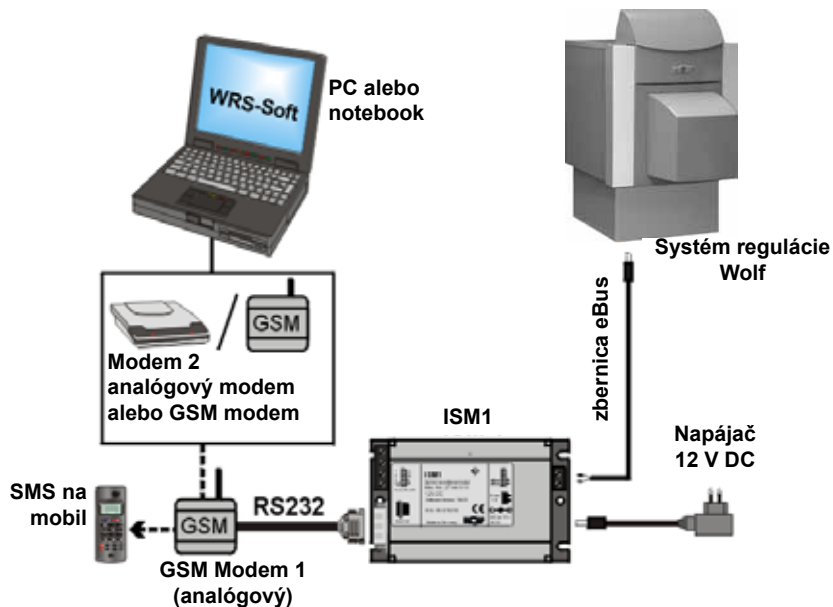 WRS-Soft
PC alebo
notebook
Systém regulácie
Wolf
GSM
Modem 2
analógový modem
alebo GSM modem
zbernica eBus
ISM1
Napájač
12 V DC
SMS na
mobil
GSM
RS232
ISM1
GSM Modem 1
(analógový)